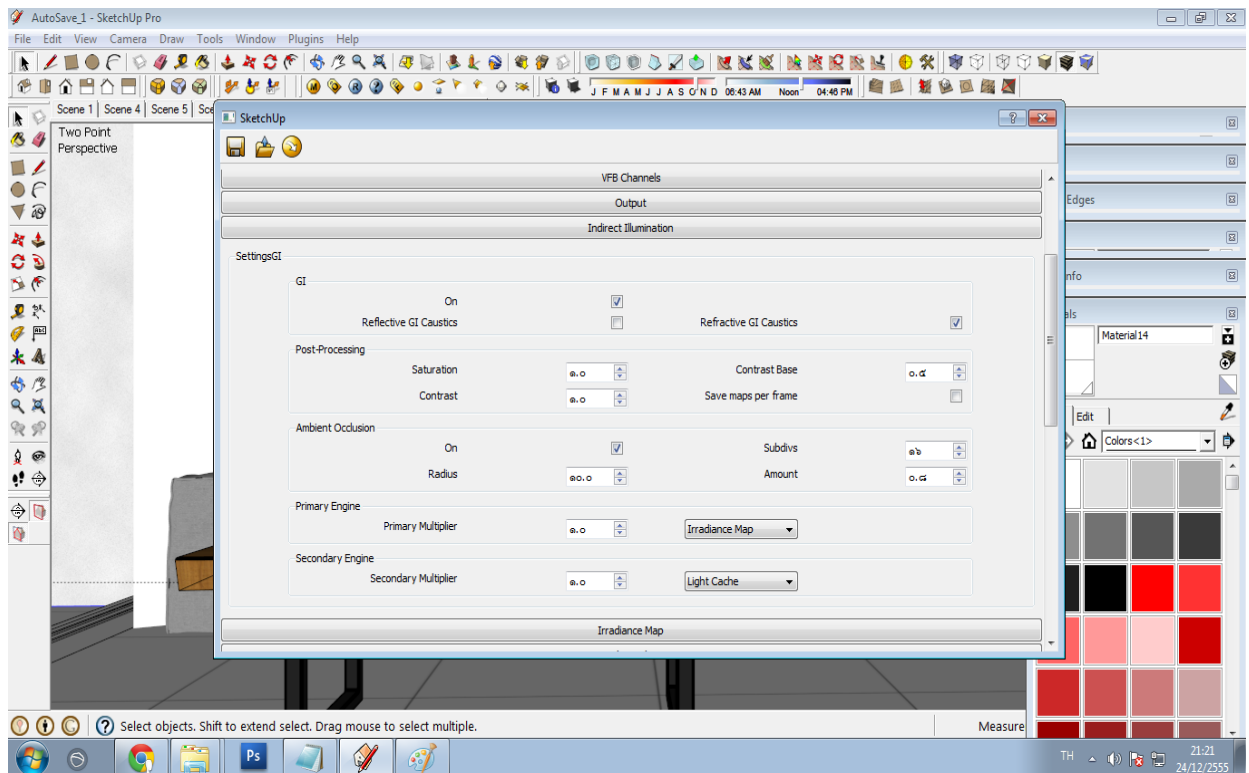 AutoSave_1 - SketchUp Pro
File Edit View Camera Draw Tools Window Plugins Help
J F M A M J J A S O N D 06:43 AM Noon 04:46 PM
Scene 1 Scene 4 Scene 5 Sce
Two Point
Perspective
SketchUp
VFB Channels
Output
Indirect Illumination
Edges
SettingsGI
nfo
GI
On
Reflective GI Caustics Refractive GI Caustics
als
Material14
Post-Processing
Saturation ๑.๐ Contrast Base ๐.๕
Contrast ๑.๐ Save maps per frame
Edit
Colors<1>
Ambient Occlusion
On Subdivs ๑๖
Radius ๑๐.๐ Amount ๐.๘
Primary Engine
Primary Multiplier ๑.๐ Irradiance Map
Secondary Engine
Secondary Multiplier ๑.๐ Light Cache
Irradiance Map
Select objects. Shift to extend select. Drag mouse to select multiple. Measure
Ps
TH 21:21
24/12/2555